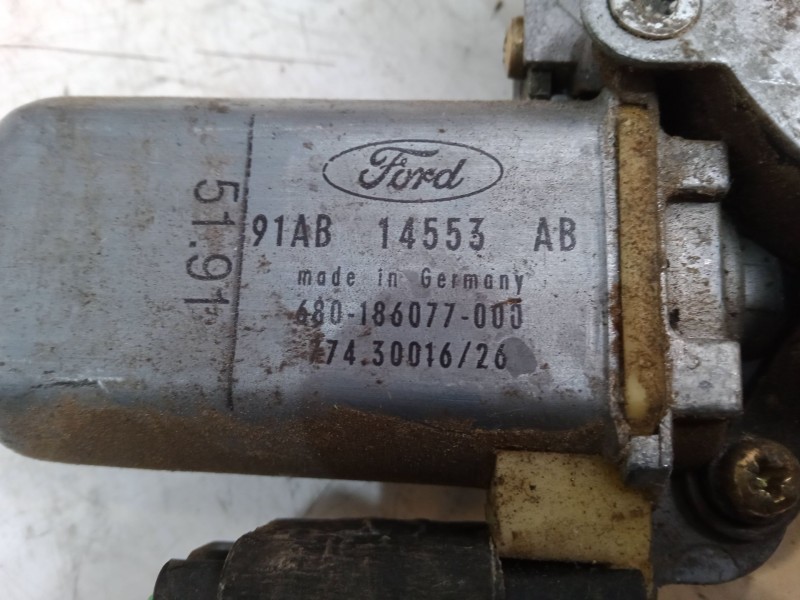 Ford
91AB 14553 AB
made in Germany
680-186077-000
74.30016/26
51.91